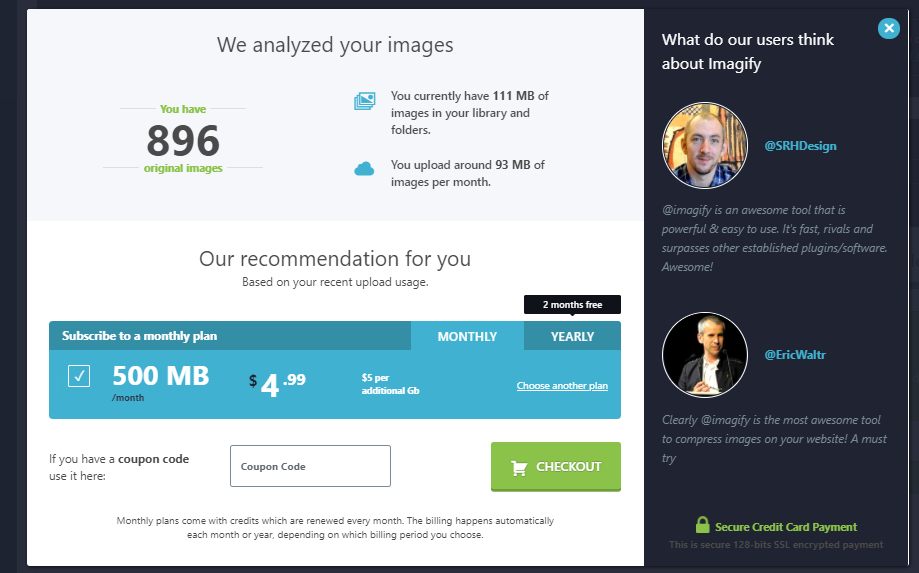 We analyzed your images
You have
896
original images
You currently have 111 MB of
images in your library and
folders.
You upload around 93 MB of
images per month.
Our recommendation for you
Based on your recent upload usage.
2 months free
Subscribe to a monthly plan
MONTHLY
YEARLY
500 MB
/month
$ 4 .99
$5 per
additional Gb
Choose another plan
If you have a coupon code
use it here:
Coupon Code
CHECKOUT
Monthly plans come with credits which are renewed every month. The billing happens automatically
each month or year, depending on which billing period you choose.
What do our users think
about Imagify
@SRHDesign
@imagify is an awesome tool that is
powerful & easy to use. It's fast, rivals and
surpasses other established plugins/software.
Awesome!
@EricWaltr
Clearly @imagify is the most awesome tool
to compress images on your website! A must
try
Secure Credit Card Payment
This is secure 128-bits SSL encrypted payment